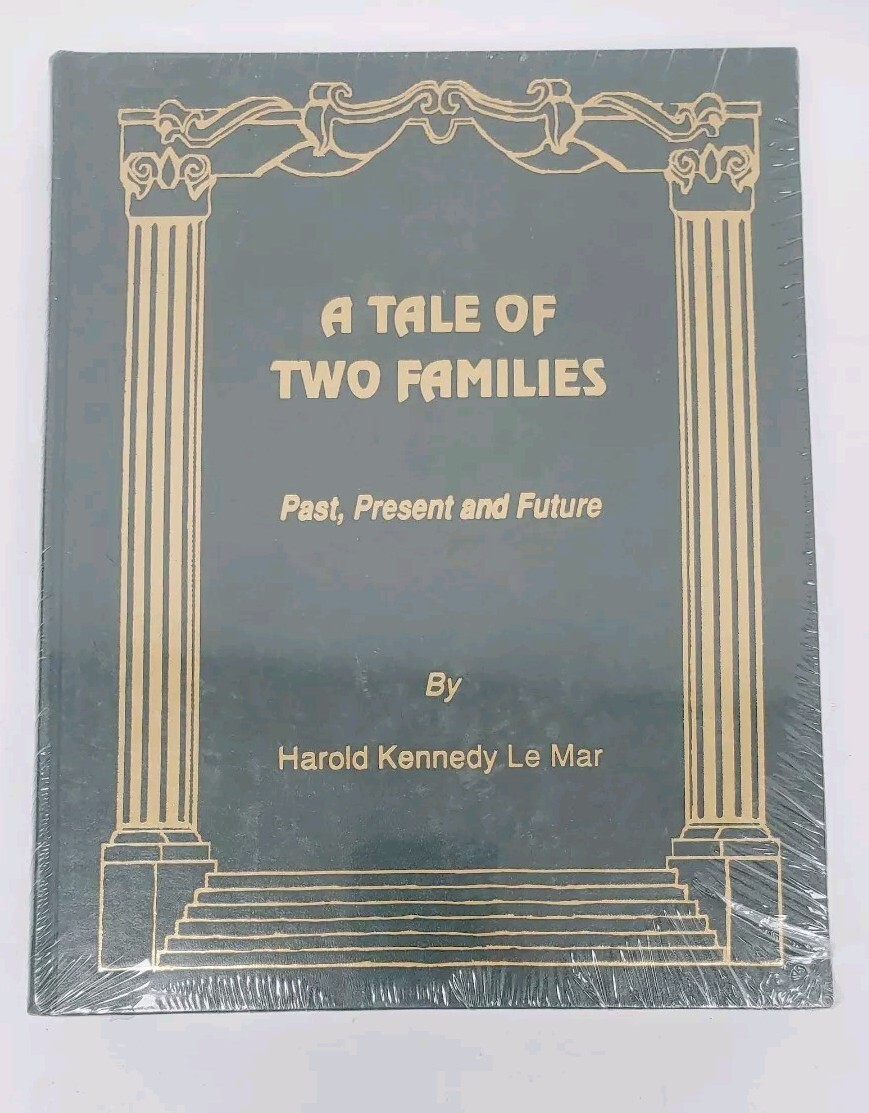 A TALE OF
TWO FAMILIES
Past, Present and Future
By
Harold Kennedy Le Mar